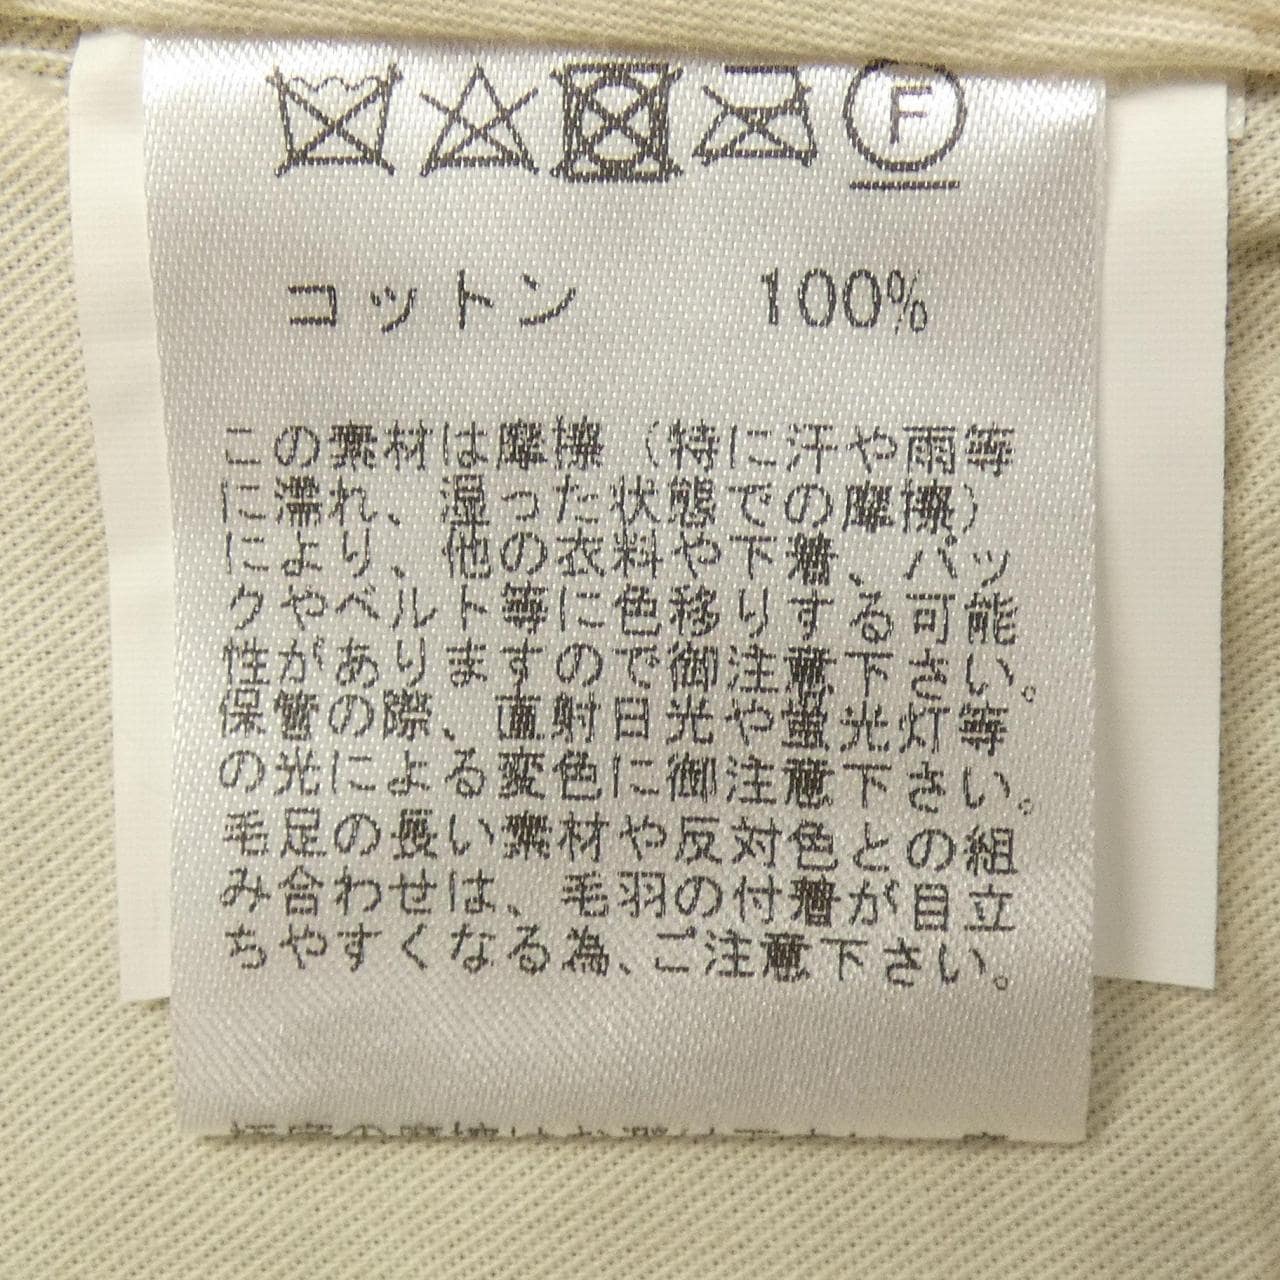 F
コットン 100%
この素材は摩擦（特に汗や雨等
に濡れ、湿った状態での摩擦）
により、他の衣料や下着、バッ
クやベルト等に色移りする可能
性がありますので御注意下さい。
保管の際、直射日光や蛍光灯等
の光による変色に御注意下さい。
毛足の長い素材や反対色との組
み合わせは、毛羽の付着が目立
ちやすくなる為、ご注意下さい。